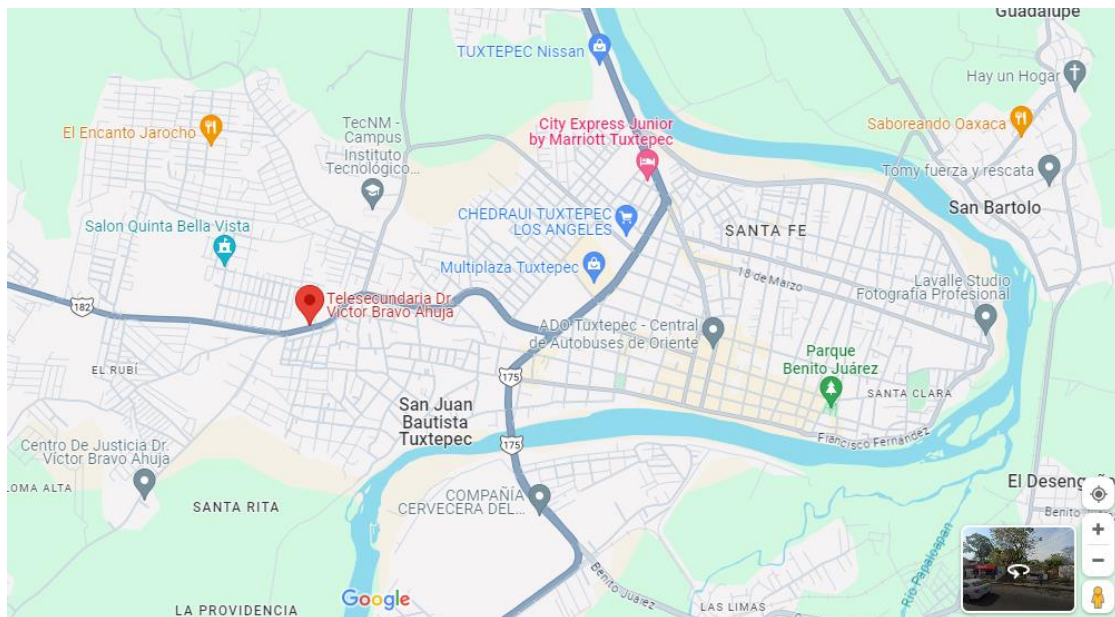 Guadalupe
TUXTEPEC Nissan
Hay un Hogar
El Encanto Jarocho
TecNM -
Campus
Instituto
Tecnológico...
City Express Junior
by Marriott Tuxtepec
Saboreando Oaxaca
Tomy fuerza y rescata
San Bartolo
CHEDRAUI TUXTEPEC
LOS ANGELES
SANTA FE
Salon Quinta Bella Vista
Multiplaza Tuxtepec
18 de Marzo
Lavalle Studio
Fotografía Profesional
182
Telesecundaria Dr.
Víctor Bravo Ahuja
ADO Tuxtepec - Central
de Autobuses de Oriente
Parque
Benito Juárez
EL RUBÍ
175
SANTA CLARA
San Juan
Bautista
Tuxtepec
Francisco Fernández
175
Centro De Justicia Dr.
Víctor Bravo Ahuja
LOMA ALTA
SANTA RITA
COMPAÑÍA
CERVECERA DEL...
El Desengaño
Benito
Río Papaloapan
Benito Juárez
LA PROVIDENCIA
Google
LAS LIMAS